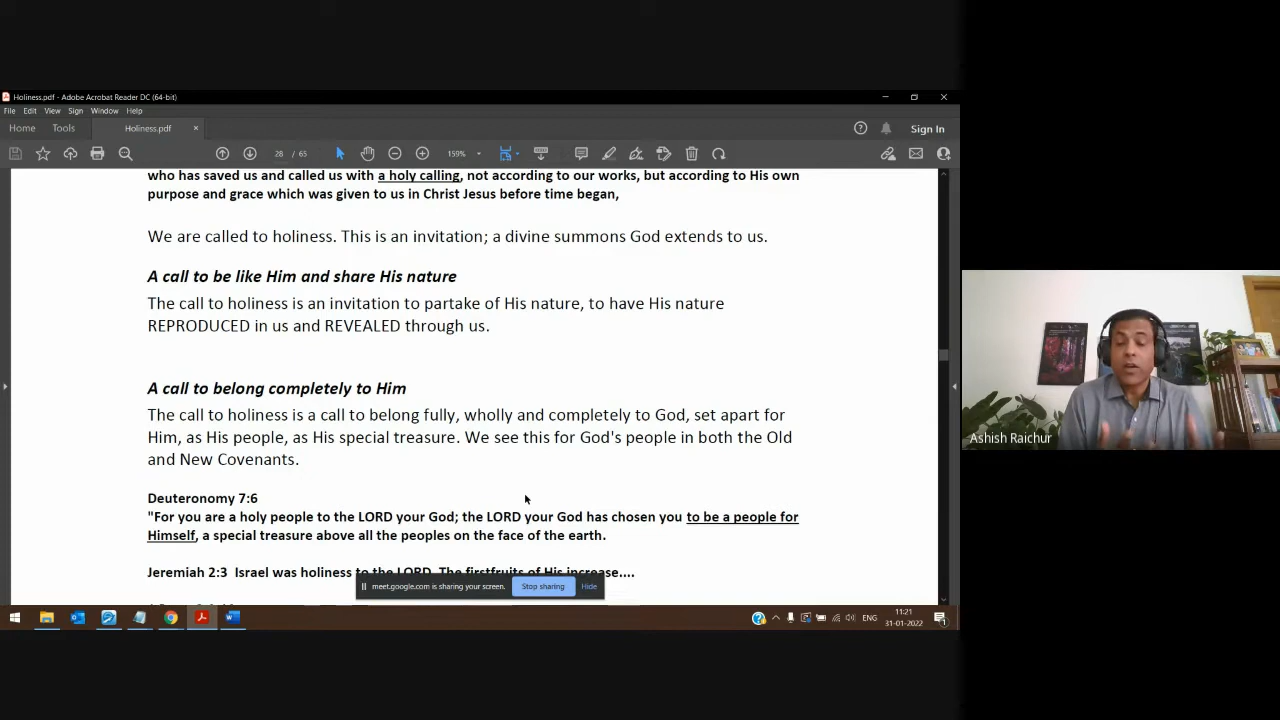 Holiness.pdf - Adobe Acrobat Reader DC (64-bit)
File Edit View Sign Window Help
Home Tools Holiness.pdf × Sign In
28 / 65 159%
who has saved us and called us with a holy calling, not according to our works, but according to His own
purpose and grace which was given to us in Christ Jesus before time began,
We are called to holiness. This is an invitation; a divine summons God extends to us.
A call to be like Him and share His nature
The call to holiness is an invitation to partake of His nature, to have His nature
REPRODUCED in us and REVEALED through us.
A call to belong completely to Him
The call to holiness is a call to belong fully, wholly and completely to God, set apart for
Him, as His people, as His special treasure. We see this for God's people in both the Old
and New Covenants.
Deuteronomy 7:6
"For you are a holy people to the LORD your God; the LORD your God has chosen you to be a people for
Himself, a special treasure above all the peoples on the face of the earth.
Jeremiah 2:3 Israel was holiness to the LORD, The firstfruits of His increase....
meet.google.com is sharing your screen. Stop sharing Hide
ENG 11:21
31-01-2022
Ashish Raichur